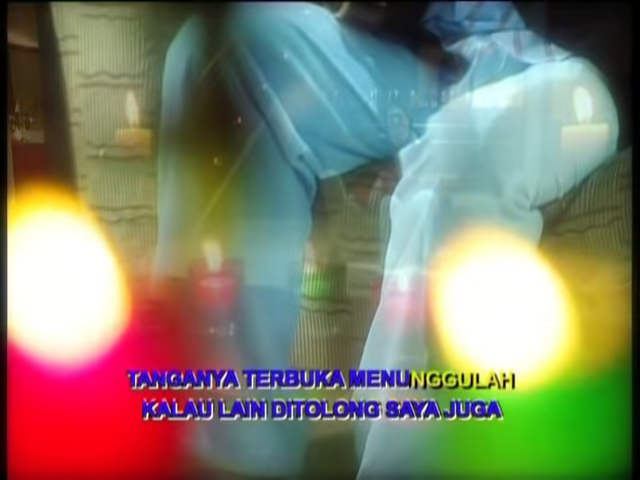 TANGANYA TERBUKA MENUNGGULAH
KALAU LAIN DITOLONG SAYA JUGA